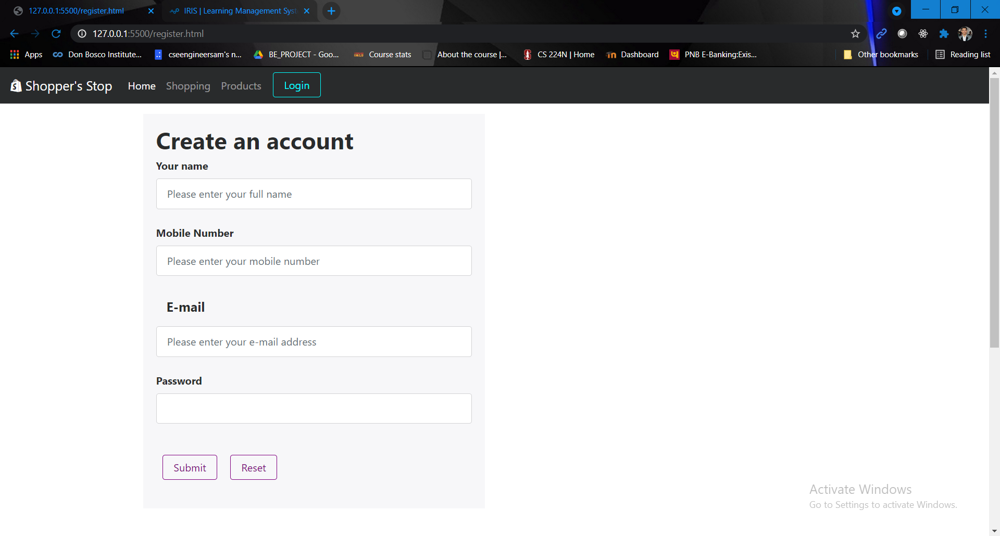 127.0.0.1:5500/register.html
IRIS | Learning Management Syst
127.0.0.1:5500/register.html
Apps Don Bosco Institute... cseengineersam's n... BE_PROJECT - Goo... Course stats About the course |... CS 224N | Home Dashboard PNB E-Banking:Exis... Other bookmarks Reading list
Shopper's Stop Home Shopping Products Login
Create an account
Your name
Please enter your full name
Mobile Number
Please enter your mobile number
E-mail
Please enter your e-mail address
Password
Submit Reset
Activate Windows
Go to Settings to activate Windows.